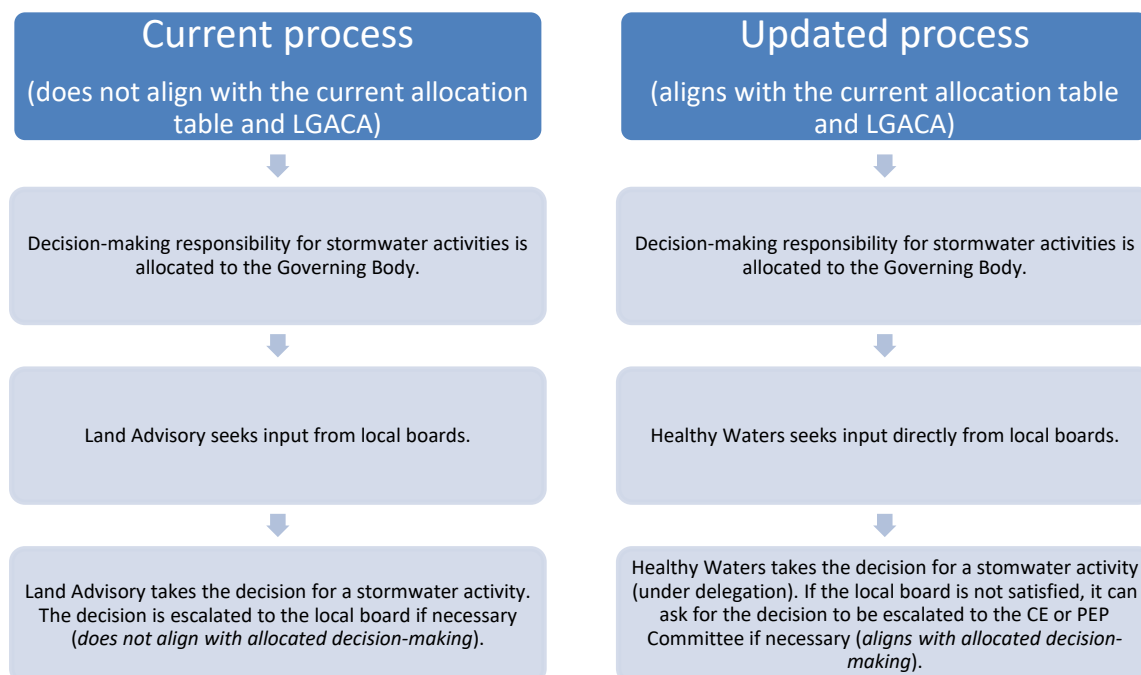 Current process
(does not align with the current allocation
table and LGACA)
Decision-making responsibility for stormwater activities is
allocated to the Governing Body.
Land Advisory seeks input from local boards.
Land Advisory takes the decision for a stormwater activity.
The decision is escalated to the local board if necessary
(does not align with allocated decision-making).
Updated process
(aligns with the current allocation table
and LGACA)
Decision-making responsibility for stormwater activities is
allocated to the Governing Body.
Healthy Waters seeks input directly from local boards.
Healthy Waters takes the decision for a stomwater activity
(under delegation). If the local board is not satisfied, it can
ask for the decision to be escalated to the CE or PEP
Committee if necessary (aligns with allocated decision-
making).